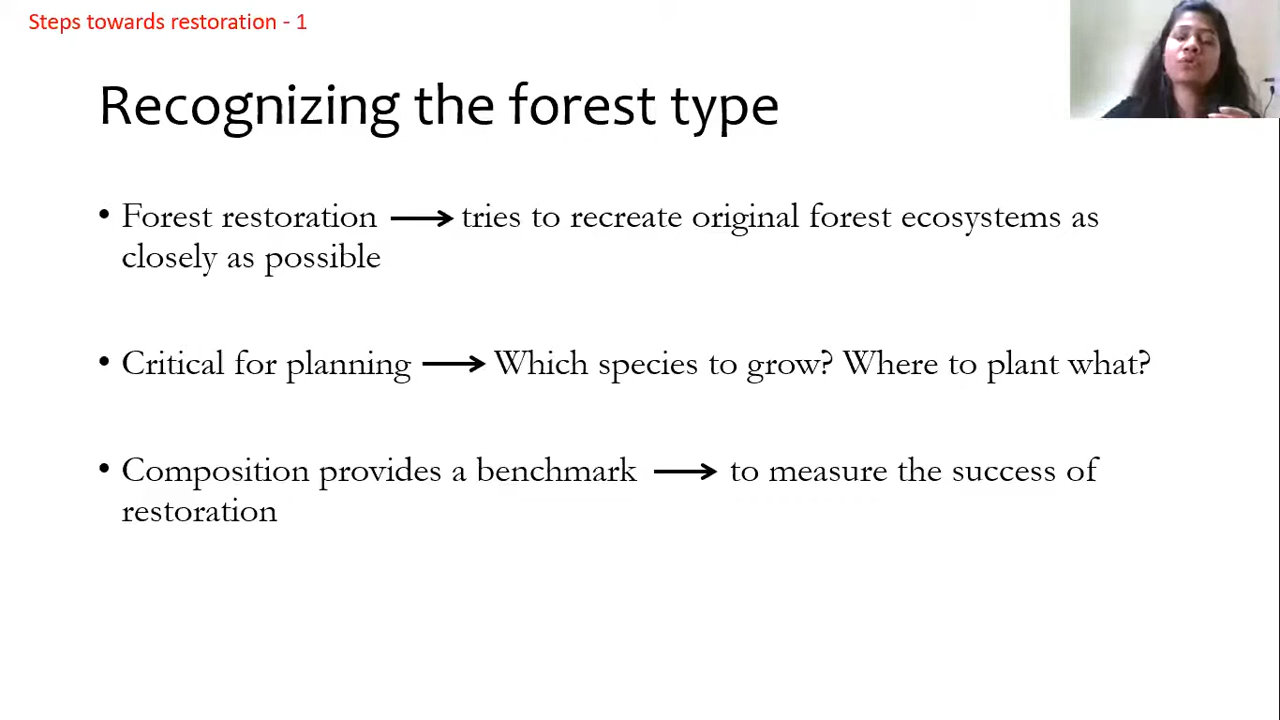 Steps towards restoration - 1
Recognizing the forest type
• Forest restoration ⟶ tries to recreate original forest ecosystems as
closely as possible
• Critical for planning ⟶ Which species to grow? Where to plant what?
• Composition provides a benchmark ⟶ to measure the success of
restoration